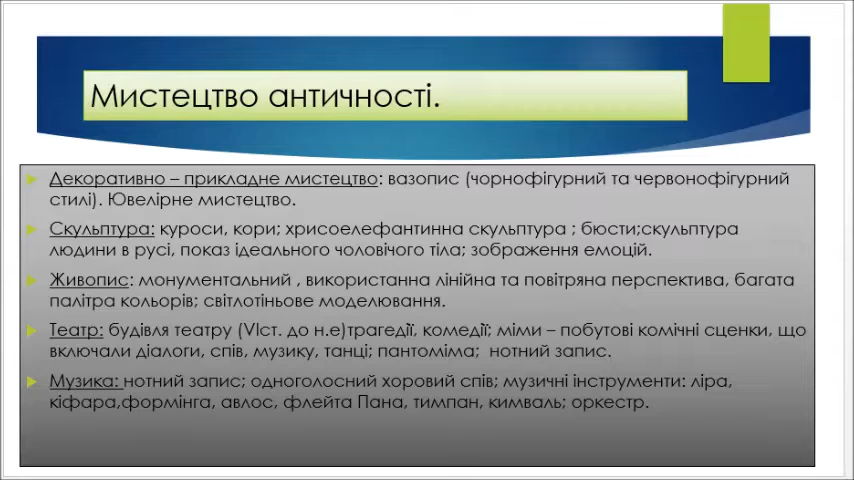 Мистецтво античності.
Декоративно – прикладне мистецтво: вазопис (чорнофігурний та червонофігурний
стилі). Ювелірне мистецтво.
Скульптура: куроси, кори; хрисоелефантинна скульптура ; бюсти;скульптура
людини в русі, показ ідеального чоловічого тіла; зображення емоцій.
Живопис: монументальний , використанна лінійна та повітряна перспектива, багата
палітра кольорів; світлотіньове моделювання.
Театр: будівля театру (VIст. до н.е)трагедії, комедії; міми – побутові комічні сценки, що
включали діалоги, спів, музику, танці; пантоміма;  нотний запис.
Музика: нотний запис; одноголосний хоровий спів; музичні інструменти: ліра,
кіфара,формінга, авлос, флейта Пана, тимпан, кимваль; оркестр.